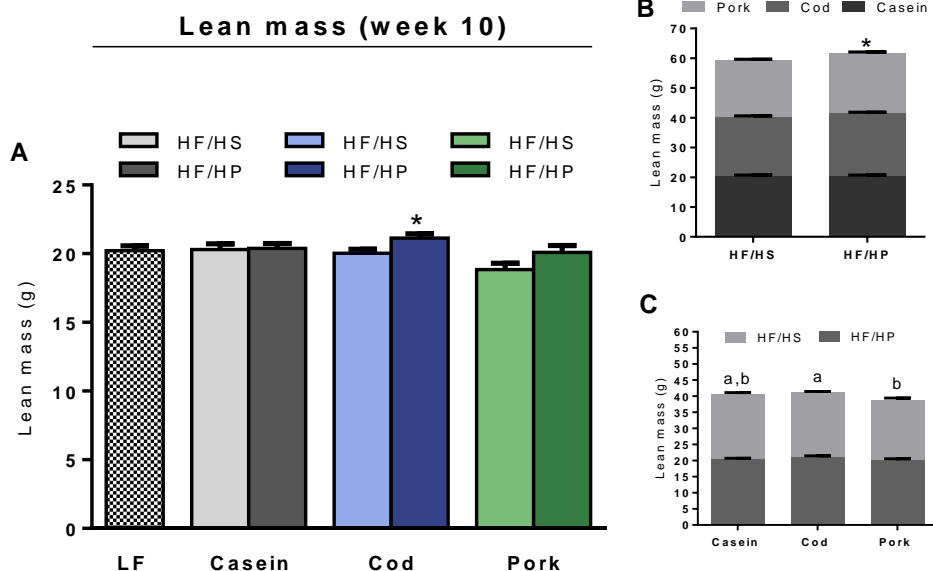 Lean mass (week 10)
A
HF/HS HF/HS HF/HS
HF/HP HF/HP HF/HP
Lean mass (g)
25
20
15
10
5
0
*
LF Casein Cod Pork
B
Pork Cod Casein
Lean mass (g)
70
60
50
40
30
20
10
0
*
HF/HS HF/HP
C
HF/HS HF/HP
Lean mass (g)
60
55
50
45
40
35
30
25
20
15
10
5
0
a,b a b
Casein Cod Pork